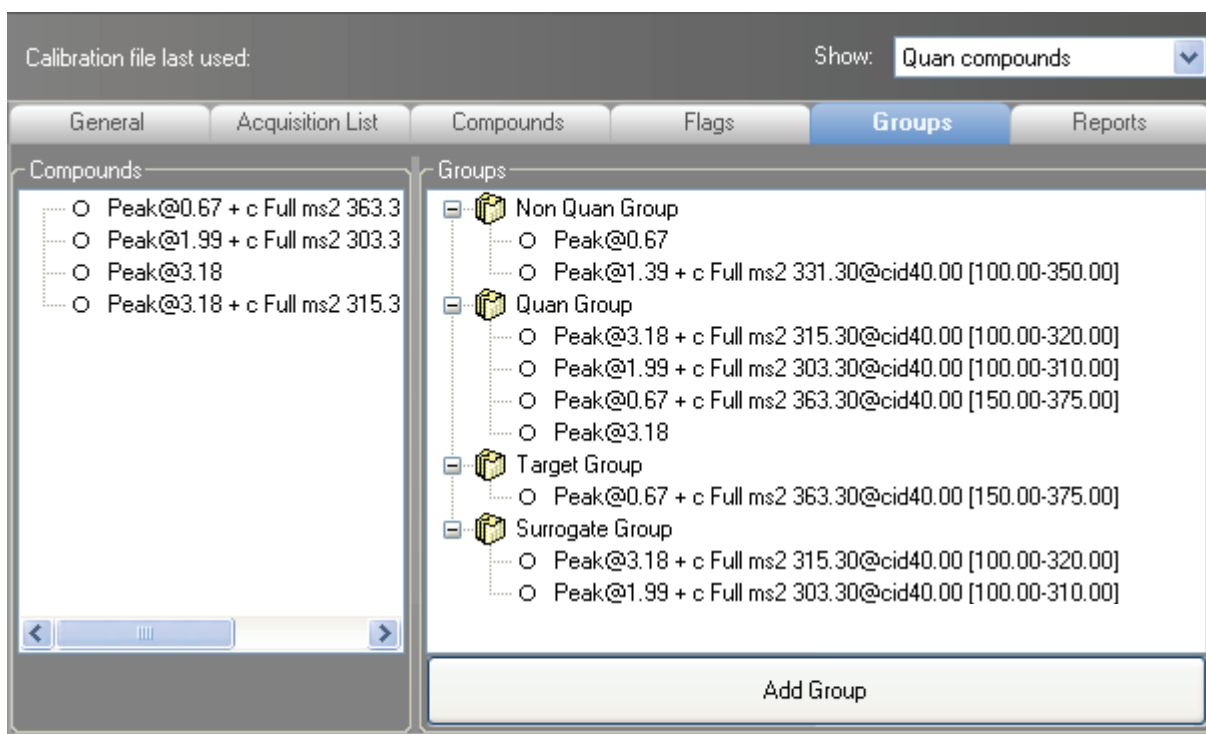 Calibration file last used:
Show: Quan compounds
General Acquisition List Compounds Flags Groups Reports
Compounds
Peak@0.67 + c Full ms2 363.3
Peak@1.99 + c Full ms2 303.3
Peak@3.18
Peak@3.18 + c Full ms2 315.3
Groups
Non Quan Group
Peak@0.67
Peak@1.39 + c Full ms2 331.30@cid40.00 [100.00-350.00]
Quan Group
Peak@3.18 + c Full ms2 315.30@cid40.00 [100.00-320.00]
Peak@1.99 + c Full ms2 303.30@cid40.00 [100.00-310.00]
Peak@0.67 + c Full ms2 363.30@cid40.00 [150.00-375.00]
Peak@3.18
Target Group
Peak@0.67 + c Full ms2 363.30@cid40.00 [150.00-375.00]
Surrogate Group
Peak@3.18 + c Full ms2 315.30@cid40.00 [100.00-320.00]
Peak@1.99 + c Full ms2 303.30@cid40.00 [100.00-310.00]
Add Group